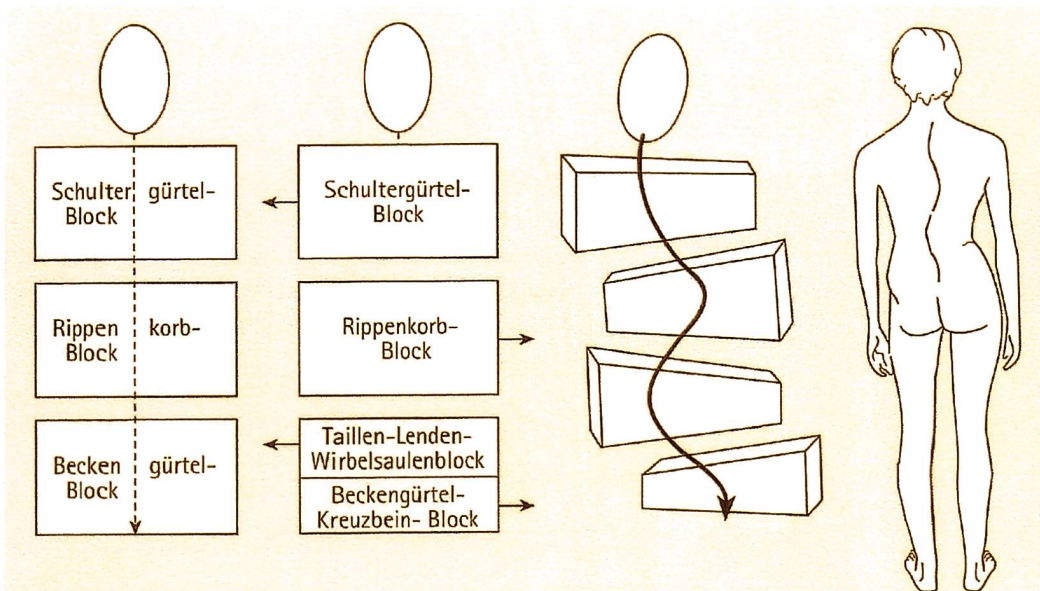 Schulter gürtel-
Block
Rippen korb-
Block
Becken gürtel-
Block
Schultergürtel-
Block
Rippenkorb-
Block
Taillen-Lenden-
Wirbelsaulenblock
Beckengürtel-
Kreuzbein- Block